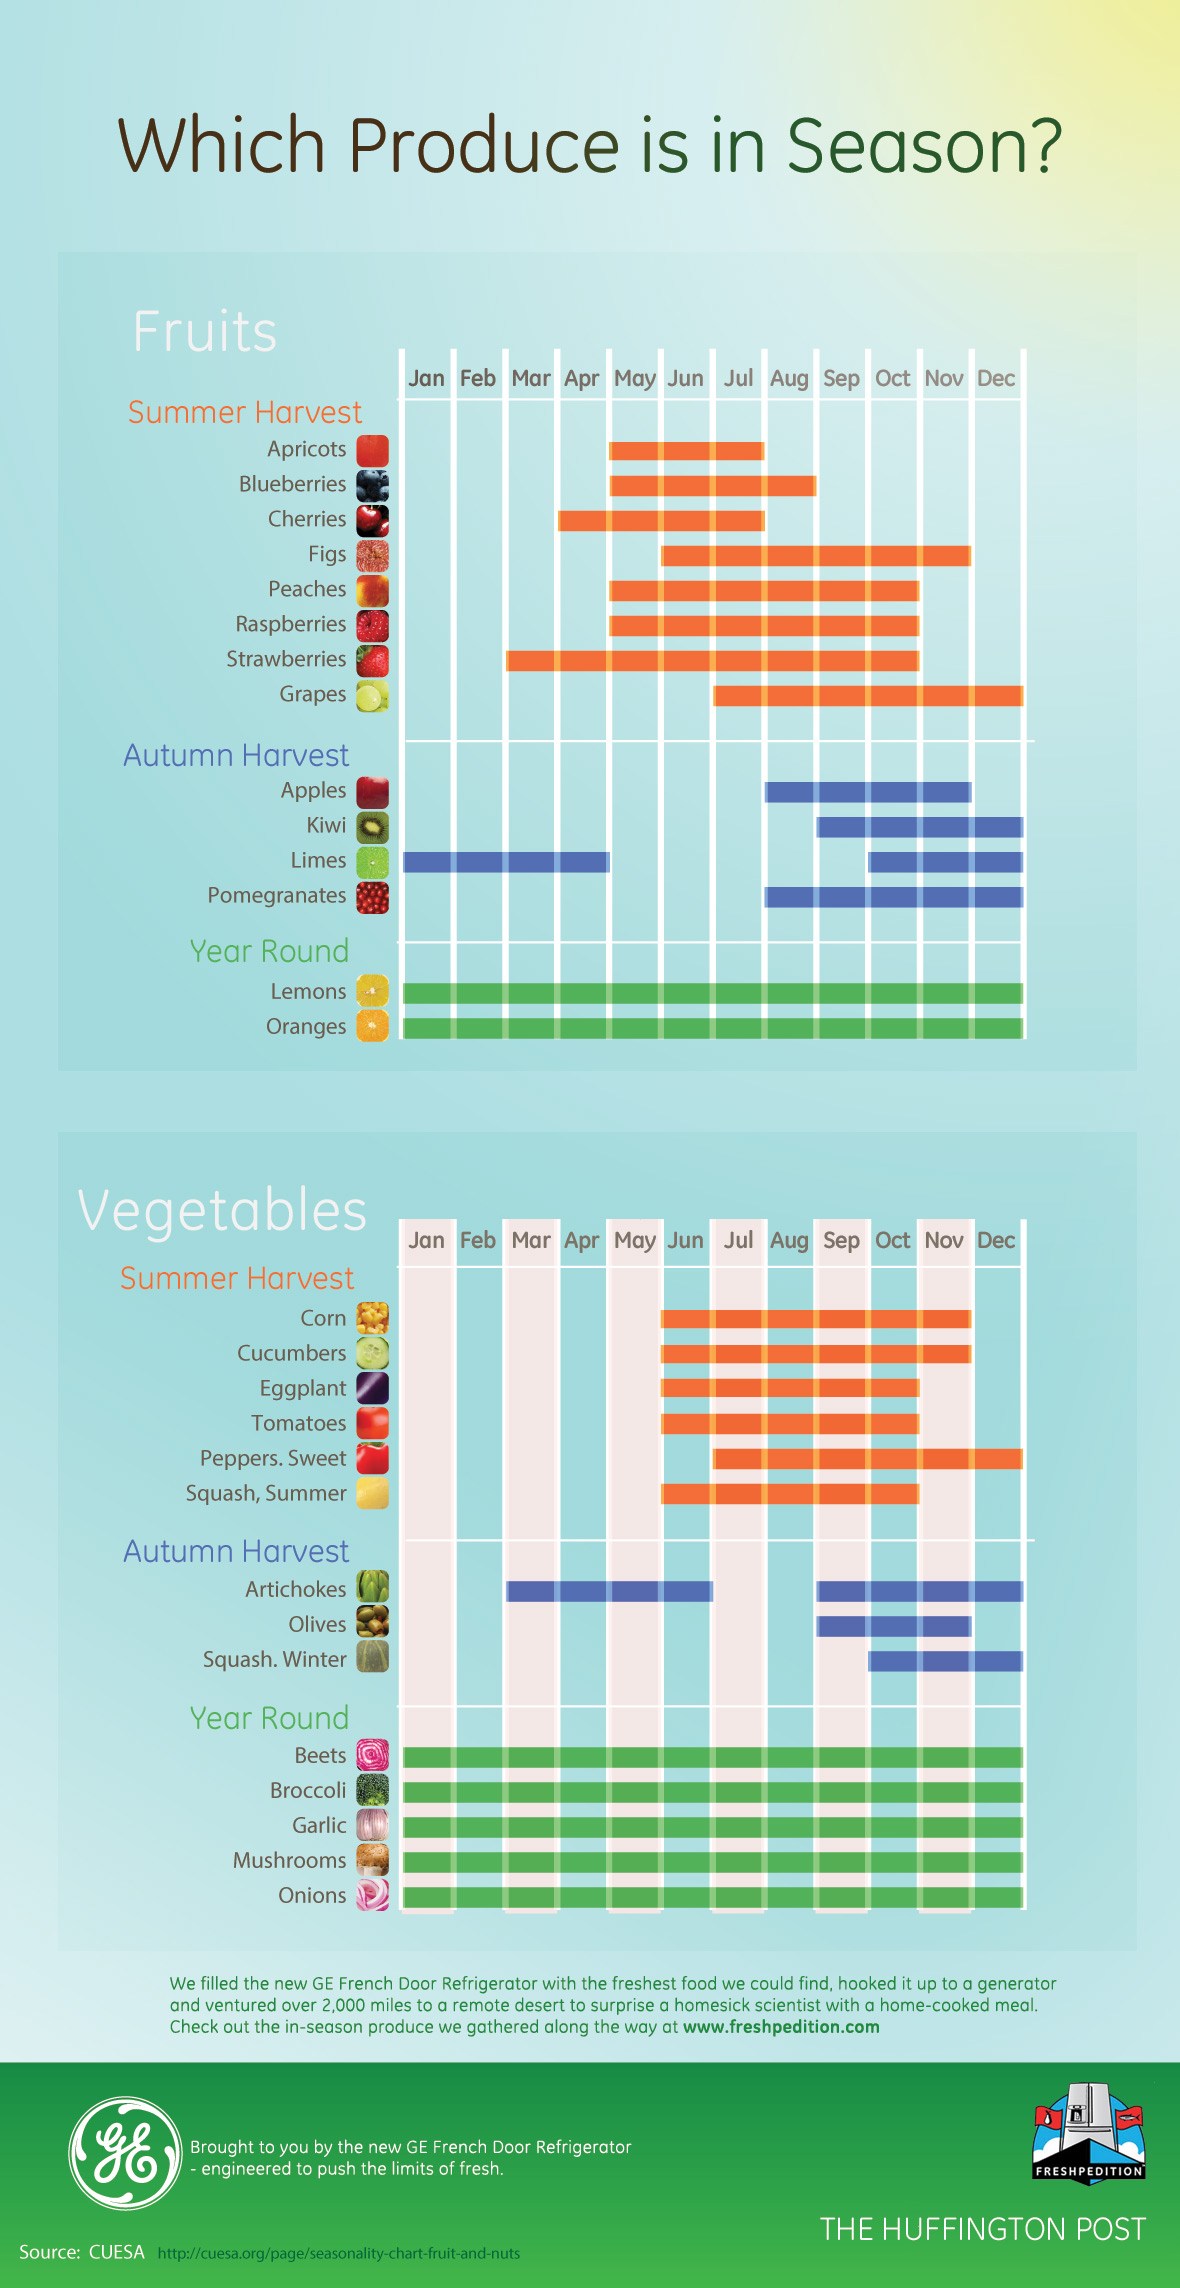 Which Produce is in Season?
Fruits
Jan Feb Mar Apr May Jun Jul Aug Sep Oct Nov Dec
Summer Harvest
Apricots
Blueberries
Cherries
Figs
Peaches
Raspberries
Strawberries
Grapes
Autumn Harvest
Apples
Kiwi
Limes
Pomegranates
Year Round
Lemons
Oranges
Vegetables
Jan Feb Mar Apr May Jun Jul Aug Sep Oct Nov Dec
Summer Harvest
Corn
Cucumbers
Eggplant
Tomatoes
Peppers. Sweet
Squash, Summer
Autumn Harvest
Artichokes
Olives
Squash. Winter
Year Round
Beets
Broccoli
Garlic
Mushrooms
Onions
We filled the new GE French Door Refrigerator with the freshest food we could find, hooked it up to a generator
and ventured over 2,000 miles to a remote desert to surprise a homesick scientist with a home-cooked meal.
Check out the in-season produce we gathered along the way at www.freshpedition.com
GE
Brought to you by the new GE French Door Refrigerator
- engineered to push the limits of fresh.
FRESHPEDITION
THE HUFFINGTON POST
Source: CUESA http://cuesa.org/page/seasonality-chart-fruit-and-nuts